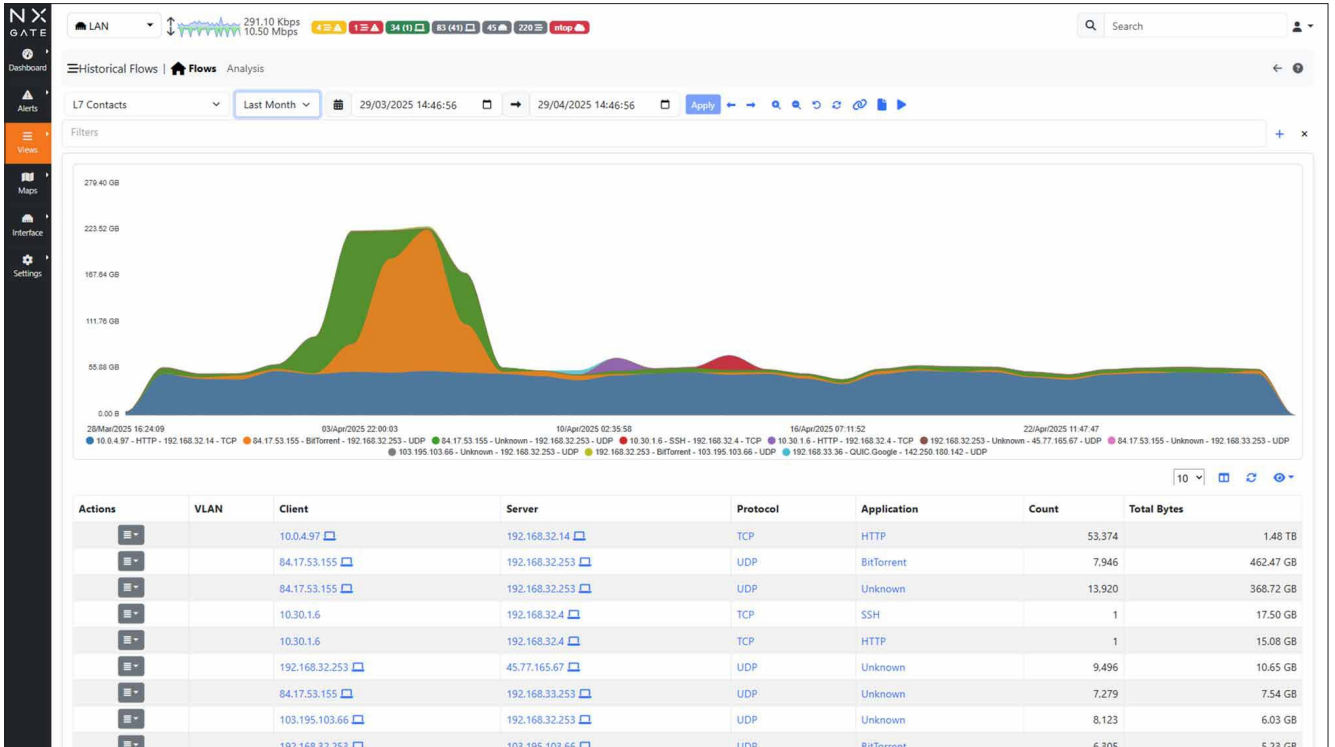 NX
GATE
LAN
291.10 Kbps
10.50 Mbps
4
1
34 (1)
83 (41)
45
220
ntop
Search
Dashboard
Alerts
Views
Maps
Interface
Settings
Historical Flows | Flows Analysis
L7 Contacts
Last Month
29/03/2025 14:46:56
29/04/2025 14:46:56
Apply
Filters
279.40 GB
223.52 GB
167.64 GB
111.76 GB
55.88 GB
0.00 B
28/Mar/2025 16:24:09 03/Apr/2025 22:00:03 10/Apr/2025 02:35:58 16/Apr/2025 07:11:52 22/Apr/2025 11:47:47
10.0.4.97 - HTTP - 192.168.32.14 - TCP 84.17.53.155 - BitTorrent - 192.168.32.253 - UDP 84.17.53.155 - Unknown - 192.168.32.253 - UDP 10.30.1.6 - SSH - 192.168.32.4 - TCP 10.30.1.6 - HTTP - 192.168.32.4 - TCP 192.168.32.253 - Unknown - 45.77.165.67 - UDP 84.17.53.155 - Unknown - 192.168.33.253 - UDP
103.195.103.66 - Unknown - 192.168.32.253 - UDP 192.168.32.253 - BitTorrent - 103.195.103.66 - UDP 192.168.33.36 - QUIC.Google - 142.250.180.142 - UDP
10
Actions VLAN Client Server Protocol Application Count Total Bytes
10.0.4.97 192.168.32.14 TCP HTTP 53,374 1.48 TB
84.17.53.155 192.168.32.253 UDP BitTorrent 7,946 462.47 GB
84.17.53.155 192.168.32.253 UDP Unknown 13,920 368.72 GB
10.30.1.6 192.168.32.4 TCP SSH 1 17.50 GB
10.30.1.6 192.168.32.4 TCP HTTP 1 15.08 GB
192.168.32.253 45.77.165.67 UDP Unknown 9,496 10.65 GB
84.17.53.155 192.168.33.253 UDP Unknown 7,279 7.54 GB
103.195.103.66 192.168.32.253 UDP Unknown 8,123 6.03 GB
192.168.32.253 103.195.103.66 UDP BitTorrent 6,305 5.23 GB